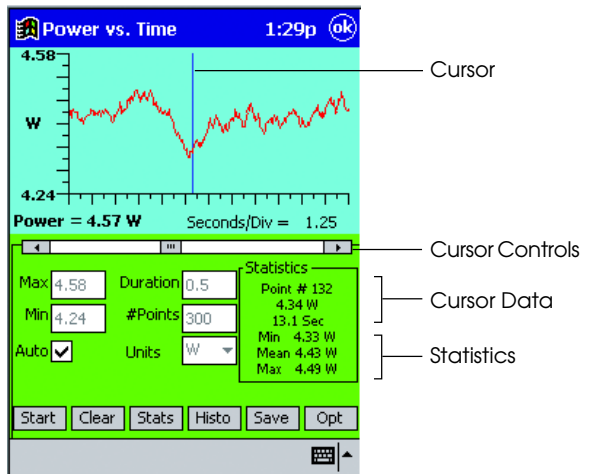 Power vs. Time 1:29p ok
4.58
W
4.24
Cursor
Power = 4.57 W Seconds/Div = 1.25
Cursor Controls
Max 4.58 Duration 0.5
Min 4.24 #Points 300
Auto Units W
Statistics
Point # 132
4.34 W
13.1 Sec
Min 4.33 W
Mean 4.43 W
Max 4.49 W
Cursor Data
Statistics
Start Clear Stats Histo Save Opt